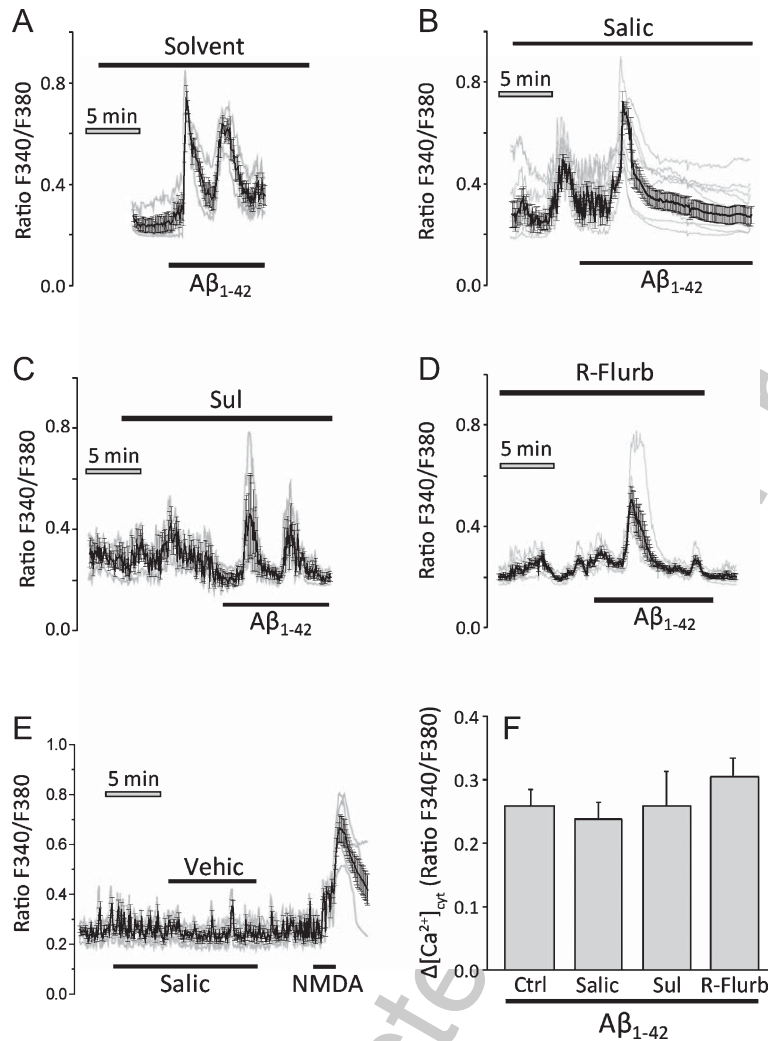 A
Solvent
5 min
Ratio F340/F380
0.8
0.4
0.0
Aβ1-42
B
Salic
5 min
Ratio F340/F380
0.8
0.4
0.0
Aβ1-42
C
Sul
5 min
Ratio F340/F380
0.8
0.4
0.0
Aβ1-42
D
R-Flurb
5 min
Ratio F340/F380
0.8
0.4
0.0
Aβ1-42
E
5 min
Ratio F340/F380
1.0
0.8
0.6
0.4
0.2
0.0
Vehic
Salic
NMDA
F
Δ[Ca2+]cyt (Ratio F340/F380)
0.4
0.3
0.2
0.1
0.0
Ctrl Salic Sul R-Flurb
Aβ1-42